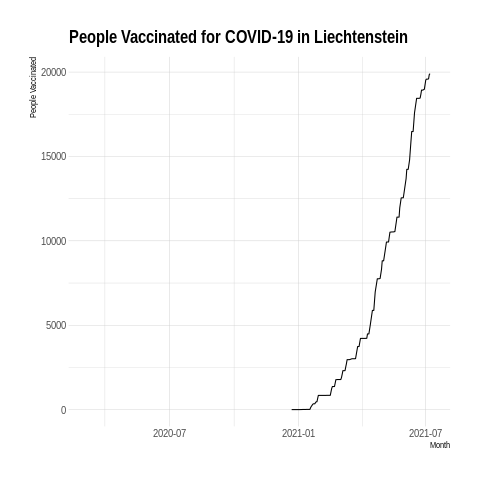 People Vaccinated for COVID-19 in Liechtenstein
People Vaccinated
20000
15000
10000
5000
0
2020-07
2021-01
2021-07
Month